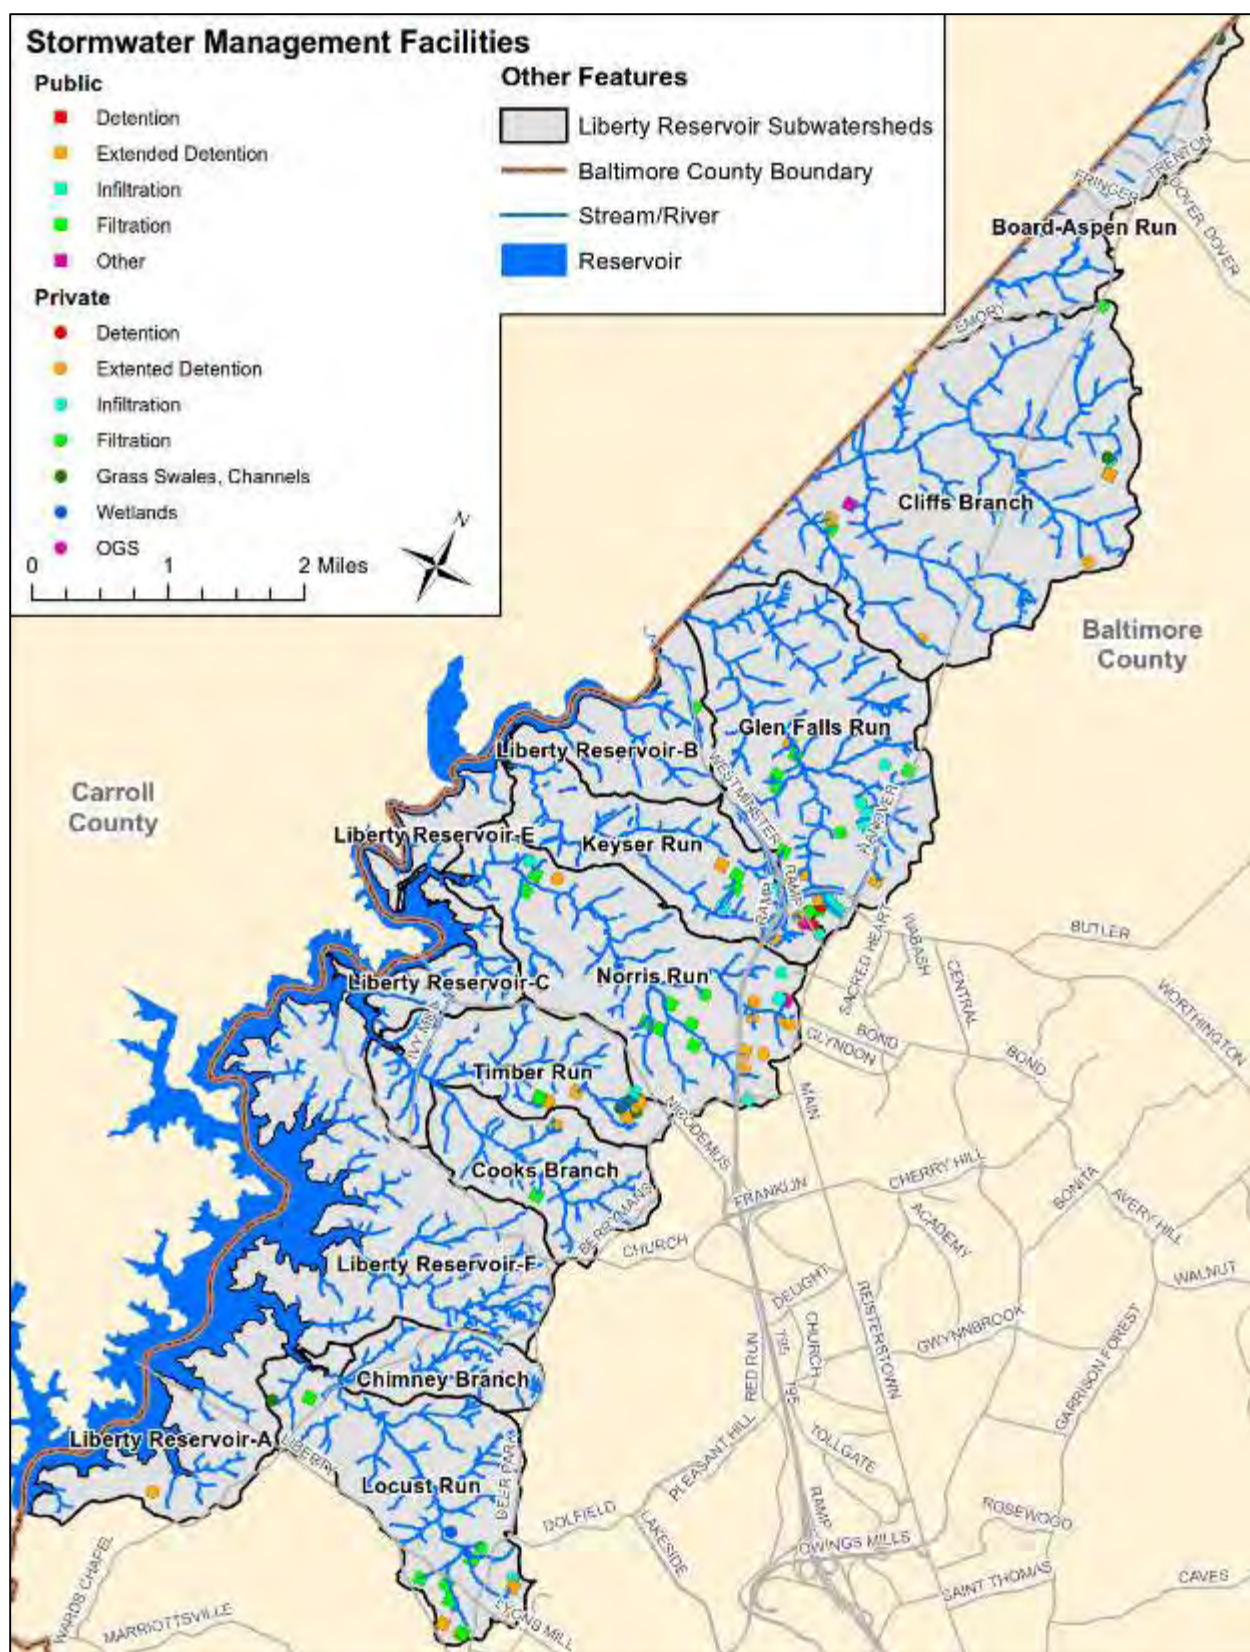 Stormwater Management Facilities
Public
Detention
Extended Detention
Infiltration
Filtration
Other
Private
Detention
Extented Detention
Infiltration
Filtration
Grass Swales, Channels
Wetlands
OGS
0 1 2 Miles
N
Other Features
Liberty Reservoir Subwatersheds
Baltimore County Boundary
Stream/River
Reservoir
TRENTON
FRINGER
DOVER
DOVER
Board-Aspen Run
EMORY
Cliffs Branch
Baltimore
County
Glen Falls Run
Liberty Reservoir-B
WESTMINSTER
HANOVER
Carroll
County
Liberty Reservoir-E
Keyser Run
RAMP
RAMP
SACRED HEART
WABASH
BUTLER
CENTRAL
WORTHINGTON
Norris Run
Liberty Reservoir-C
IVY MILL
BOND
GLYNDON
BOND
Timber Run
MAIN
NICODEMUS
Cooks Branch
CHERRY HILL
FRANKLIN
BONITA
AVERY HILL
ACADEMY
BERRYMANS
CHURCH
Liberty Reservoir-F
WALNUT
DELIGHT
REISTERSTOWN
GWYNNBROOK
795
CHURCH
RED RUN
795
GARRISON FOREST
Chimney Branch
PLEASANT HILL
TOLLGATE
Liberty Reservoir-A
LIBERTY
DEER PARK
Locust Run
RAMP
ROSEWOOD
DOLFIELD
LAKESIDE
OWINGS MILLS
SAINT THOMAS
CAVES
WARDS CHAPEL
MARRIOTTSVILLE
LYONS MILL